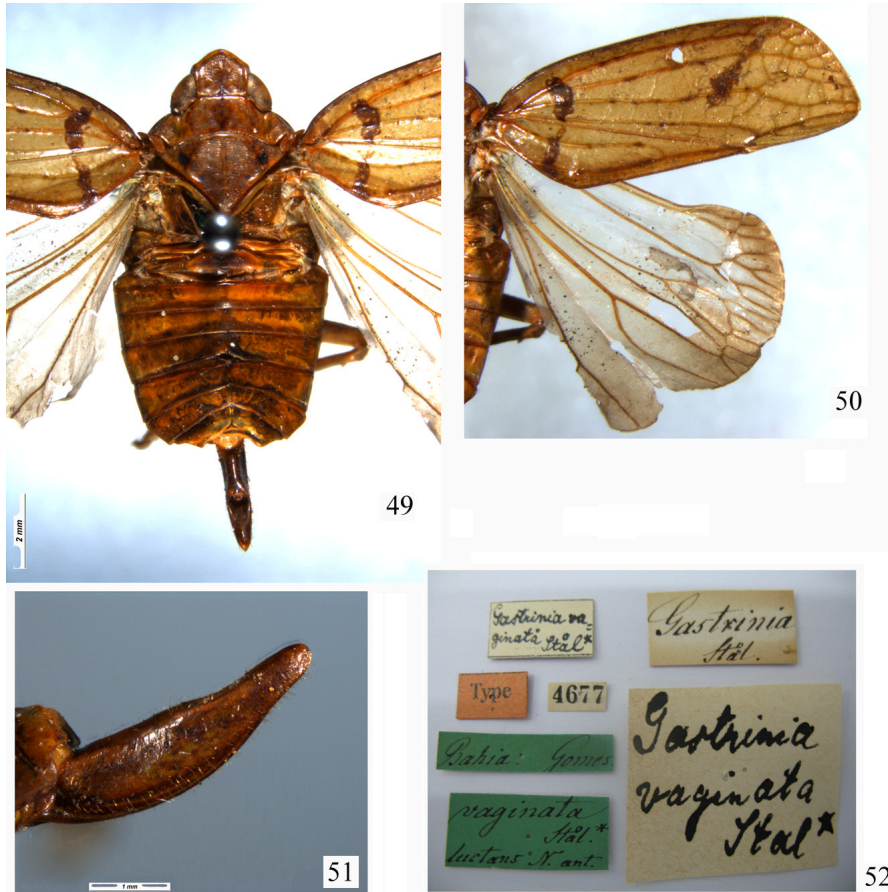 49
2 mm
50
51
1 mm
Gastrinia va-
ginata Stål*
Gastrinia
Stål.
Type
4677
Bahia: Gomes
vaginata
Stål.*
luctans N. ant.
Gastrinia
vaginata
Stål*
52